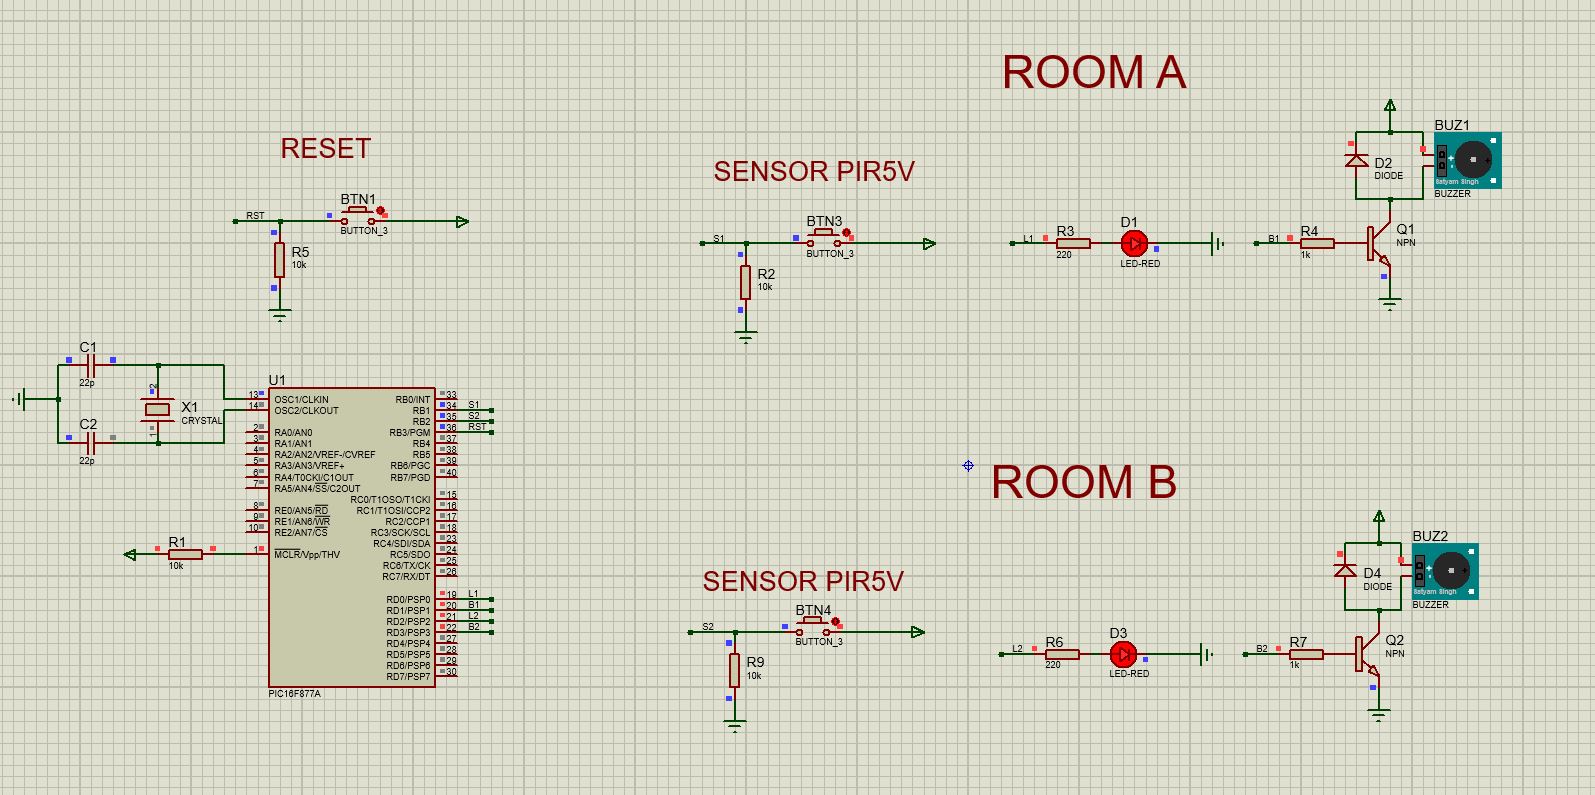 ROOM A
RESET
BTN1
RST
BUTTON_3
R5
10k
SENSOR PIR5V
BTN3
S1
BUTTON_3
R2
10k
L1
R3
220
D1
LED-RED
B1
R4
1k
Q1
NPN
D2
DIODE
BUZ1
+
-
Satyam Singh
BUZZER
C1
22p
C2
22p
X1
CRYSTAL
2
1
U1
13 OSC1/CLKIN
14 OSC2/CLKOUT
2 RA0/AN0
3 RA1/AN1
4 RA2/AN2/VREF-/CVREF
5 RA3/AN3/VREF+
6 RA4/T0CKI/C1OUT
7 RA5/AN4/SS/C2OUT
8 RE0/AN5/RD
9 RE1/AN6/WR
10 RE2/AN7/CS
1 MCLR/Vpp/THV
RB0/INT 33
RB1 34 S1
RB2 35 S2
RB3/PGM 36 RST
RB4 37
RB5 38
RB6/PGC 39
RB7/PGD 40
RC0/T1OSO/T1CKI 15
RC1/T1OSI/CCP2 16
RC2/CCP1 17
RC3/SCK/SCL 18
RC4/SDI/SDA 23
RC5/SDO 24
RC6/TX/CK 25
RC7/RX/DT 26
RD0/PSP0 19 L1
RD1/PSP1 20 B1
RD2/PSP2 21 L2
RD3/PSP3 22 B2
RD4/PSP4 27
RD5/PSP5 28
RD6/PSP6 29
RD7/PSP7 30
PIC16F877A
R1
10k
ROOM B
SENSOR PIR5V
BTN4
S2
BUTTON_3
R9
10k
L2
R6
220
D3
LED-RED
B2
R7
1k
Q2
NPN
D4
DIODE
BUZ2
+
-
Satyam Singh
BUZZER